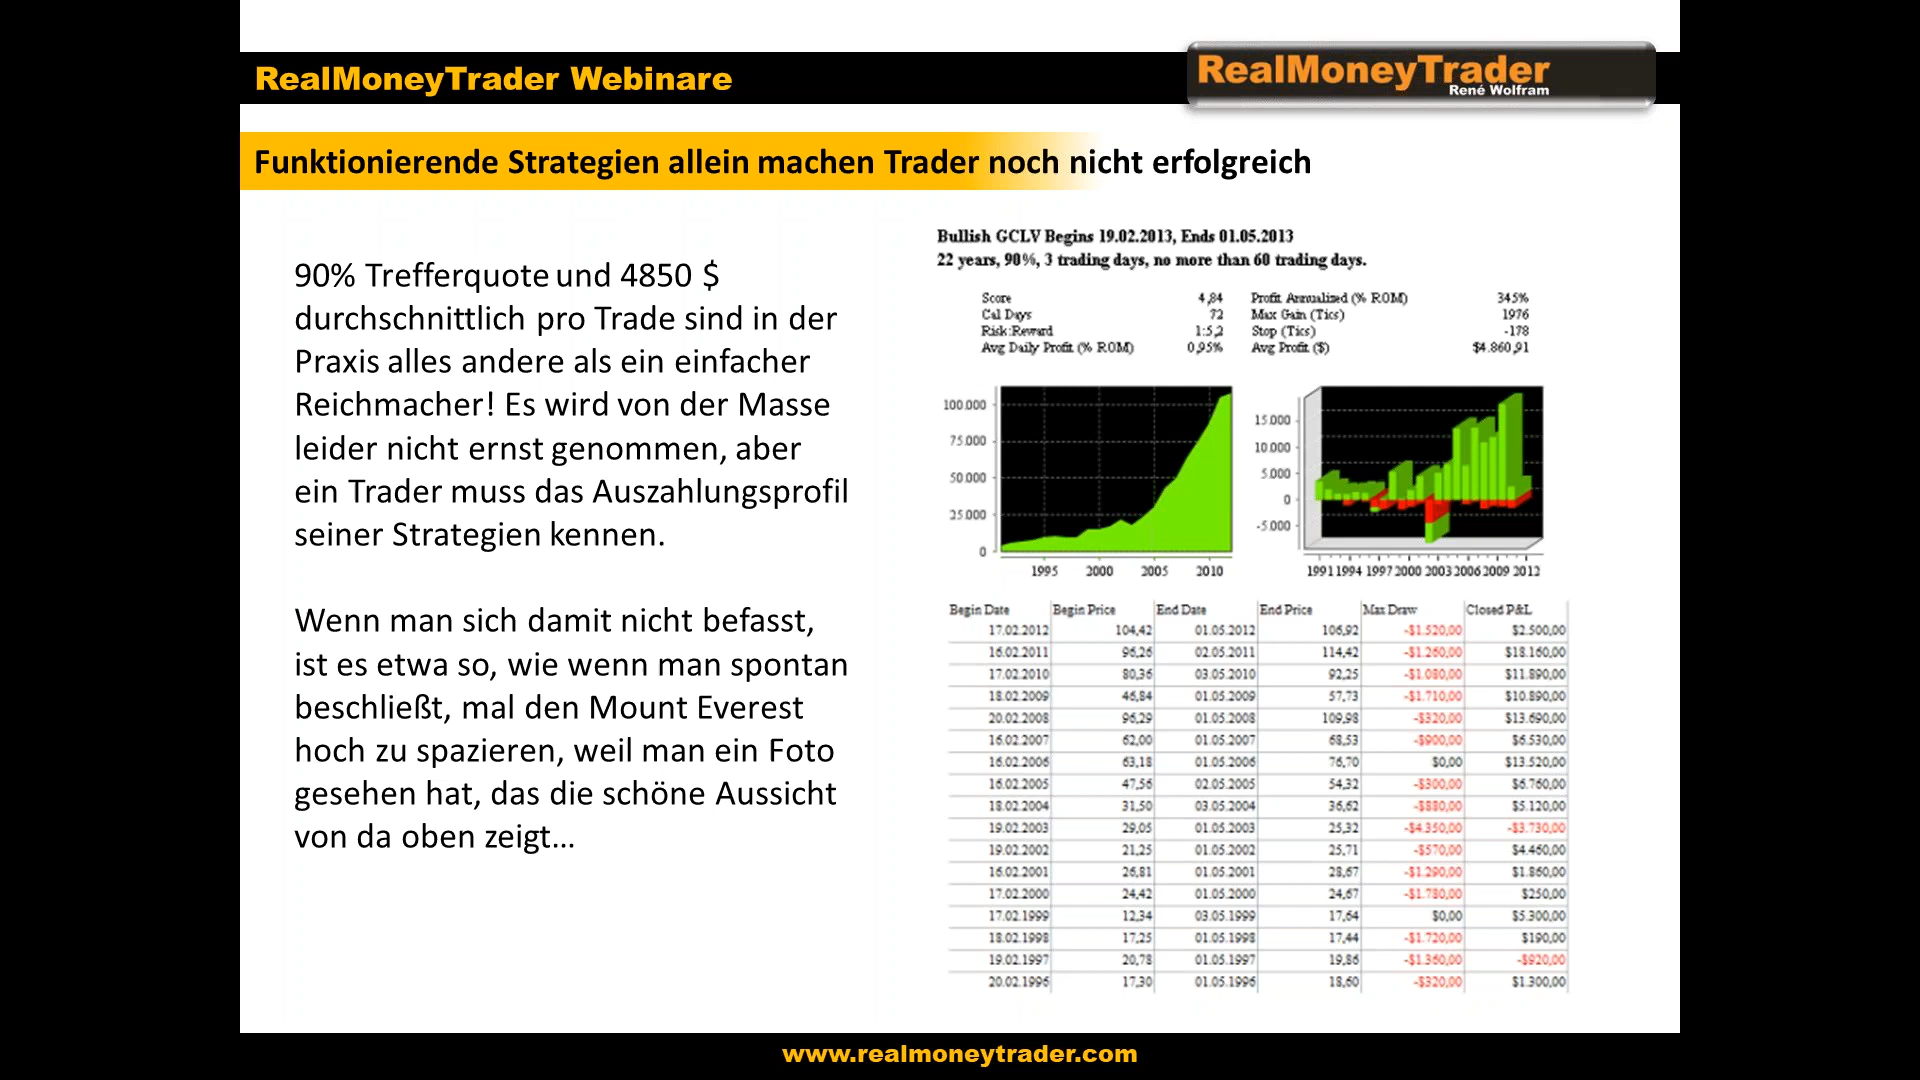 RealMoneyTrader Webinare
RealMoneyTrader
René Wolfram
Funktionierende Strategien allein machen Trader noch nicht erfolgreich
90% Trefferquote und 4850 $
durchschnittlich pro Trade sind in der
Praxis alles andere als ein einfacher
Reichmacher! Es wird von der Masse
leider nicht ernst genommen, aber
ein Trader muss das Auszahlungsprofil
seiner Strategien kennen.
Wenn man sich damit nicht befasst,
ist es etwa so, wie wenn man spontan
beschließt, mal den Mount Everest
hoch zu spazieren, weil man ein Foto
gesehen hat, das die schöne Aussicht
von da oben zeigt...
Bullish GCLV Begins 19.02.2013, Ends 01.05.2013
22 years, 90%, 3 trading days, no more than 60 trading days.
Score 4,84 Profit Annualized (% ROM) 345%
Cal Days 72 Max Gain (Tics) 1976
Risk:Reward 1:5,2 Stop (Tics) -178
Avg Daily Profit (% ROM) 0,95% Avg Profit ($) $4.860,91
100.000
75.000
50.000
25.000
0
1995 2000 2005 2010
15.000
10.000
5.000
0
-5.000
1991 1994 1997 2000 2003 2006 2009 2012
Begin Date Begin Price End Date End Price Max Draw Closed P&L
17.02.2012 104,42 01.05.2012 106,92 -$1.520,00 $2.500,00
16.02.2011 96,26 02.05.2011 114,42 -$1.260,00 $18.160,00
17.02.2010 80,36 03.05.2010 92,25 -$1.080,00 $11.890,00
18.02.2009 46,84 01.05.2009 57,73 -$1.710,00 $10.890,00
20.02.2008 96,29 01.05.2008 109,98 -$320,00 $13.690,00
16.02.2007 62,00 01.05.2007 68,53 -$900,00 $6.530,00
16.02.2006 63,18 01.05.2006 76,70 $0,00 $13.520,00
16.02.2005 47,56 02.05.2005 54,32 -$300,00 $6.760,00
18.02.2004 31,50 03.05.2004 36,62 -$880,00 $5.120,00
19.02.2003 29,05 01.05.2003 25,32 -$4.350,00 -$3.730,00
19.02.2002 21,25 01.05.2002 25,71 -$570,00 $4.460,00
16.02.2001 26,81 01.05.2001 28,67 -$1.290,00 $1.860,00
17.02.2000 24,42 01.05.2000 24,67 -$1.780,00 $250,00
17.02.1999 12,34 03.05.1999 17,64 $0,00 $5.300,00
18.02.1998 17,25 01.05.1998 17,44 -$1.720,00 $190,00
19.02.1997 20,78 01.05.1997 19,86 -$1.360,00 -$920,00
20.02.1996 17,30 01.05.1996 18,60 -$320,00 $1.300,00
www.realmoneytrader.com